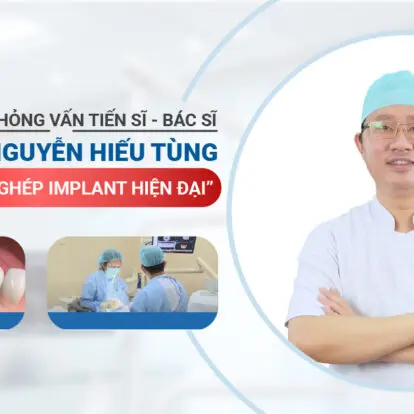 HỎNG VẤN TIẾN SĨ - BÁC SĨ
NGUYỄN HIẾU TÙNG
GHÉP IMPLANT HIỆN ĐẠI”